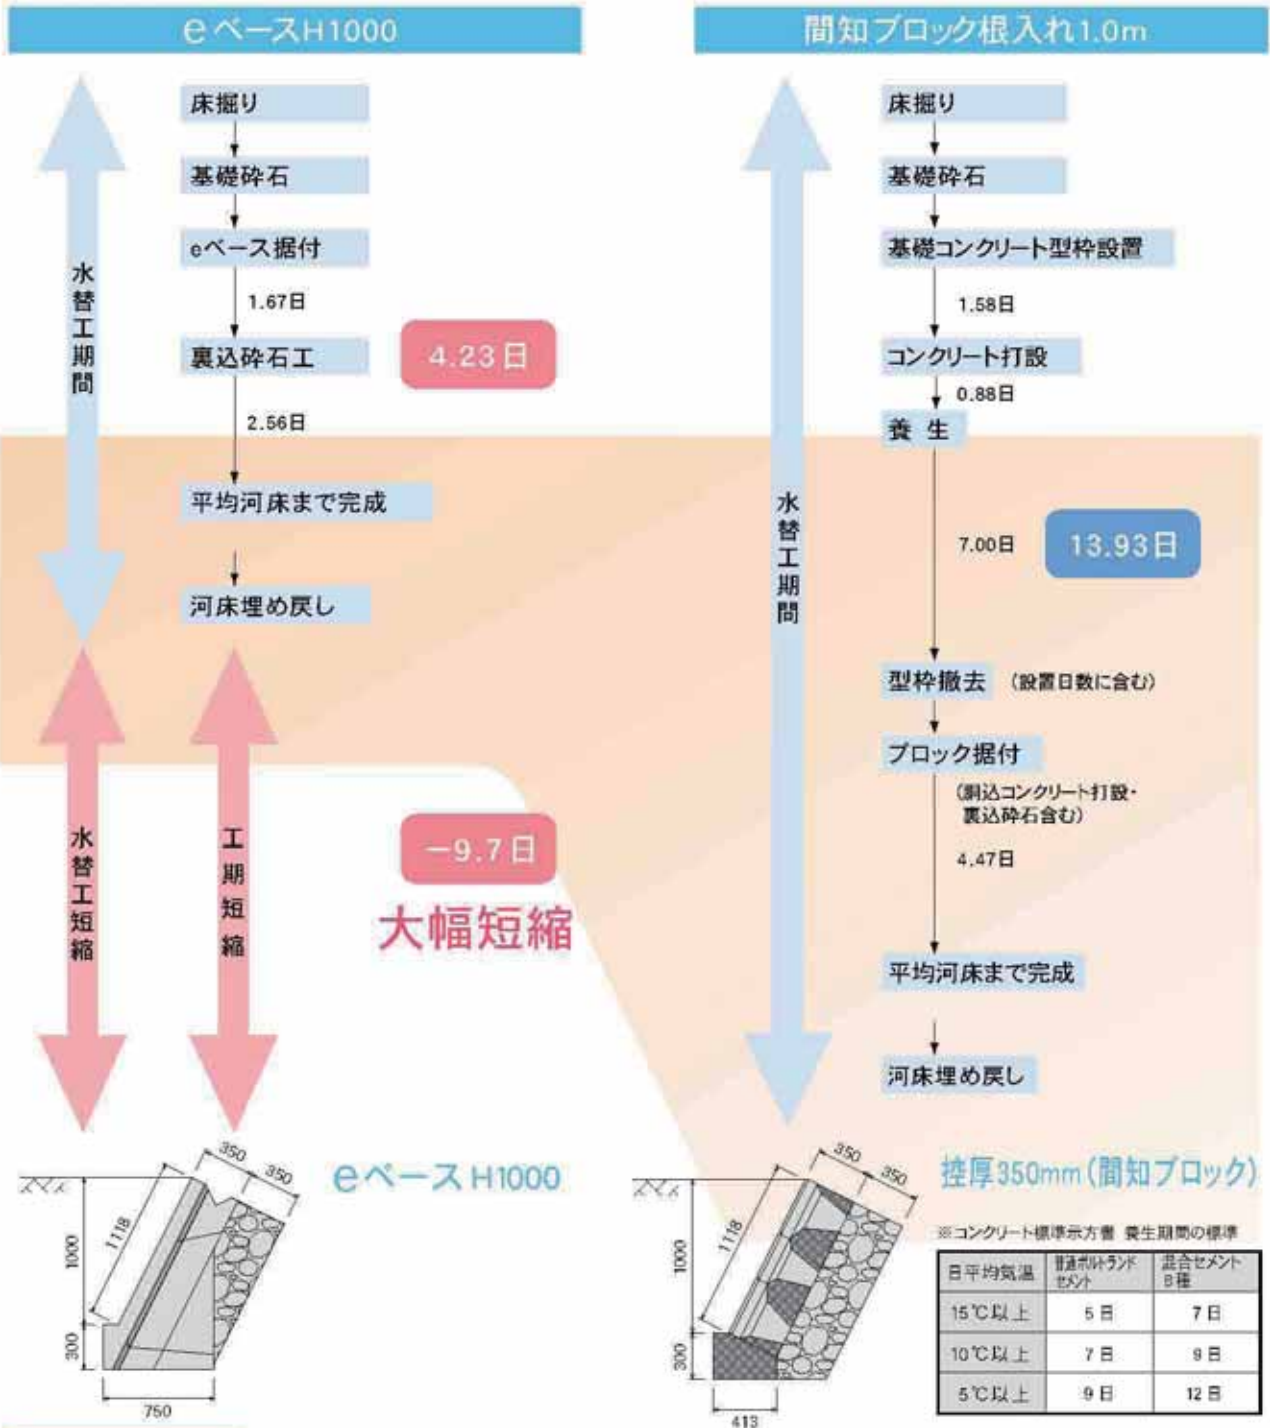 eベースH1000
床掘り
基礎砕石
eベース据付
1.67日
裏込砕石工
2.56日
平均河床まで完成
河床埋め戻し
水替工期間
4.23日
水替工短縮
工期短縮
−9.7日
大幅短縮
間知ブロック根入れ1.0m
床掘り
基礎砕石
基礎コンクリート型枠設置
1.58日
コンクリート打設
0.88日
養生
7.00日
型枠撤去 (設置日数に含む)
ブロック据付
(胴込コンクリート打設・
裏込砕石含む)
4.47日
平均河床まで完成
河床埋め戻し
水替工期間
13.93日
eベースH1000
350
350
1118
1000
300
750
控厚350mm(間知ブロック)
350
350
1118
1000
300
413
※コンクリート標準示方書 養生期間の標準
日平均気温 普通ポルトランドセメント 混合セメントB種
15℃以上 5日 7日
10℃以上 7日 9日
5℃以上 9日 12日